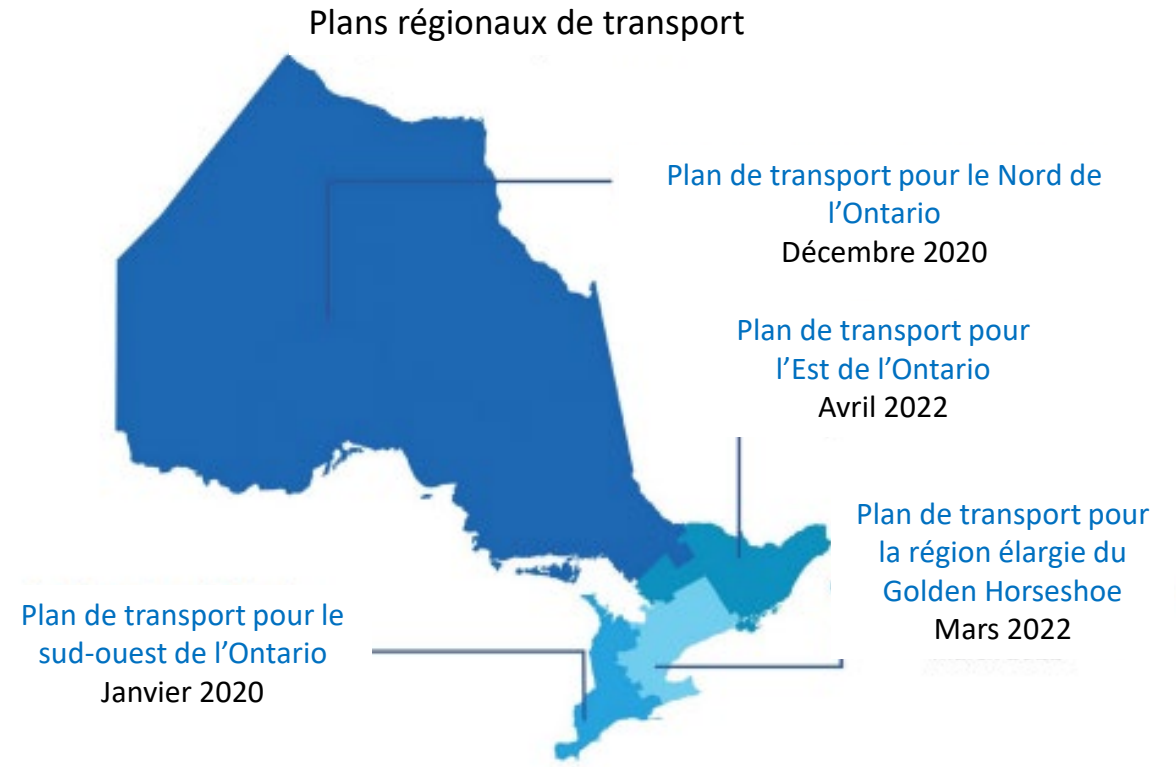 Plans régionaux de transport
Plan de transport pour le Nord de
l’Ontario
Décembre 2020
Plan de transport pour
l’Est de l’Ontario
Avril 2022
Plan de transport pour
la région élargie du
Golden Horseshoe
Mars 2022
Plan de transport pour le
sud-ouest de l’Ontario
Janvier 2020